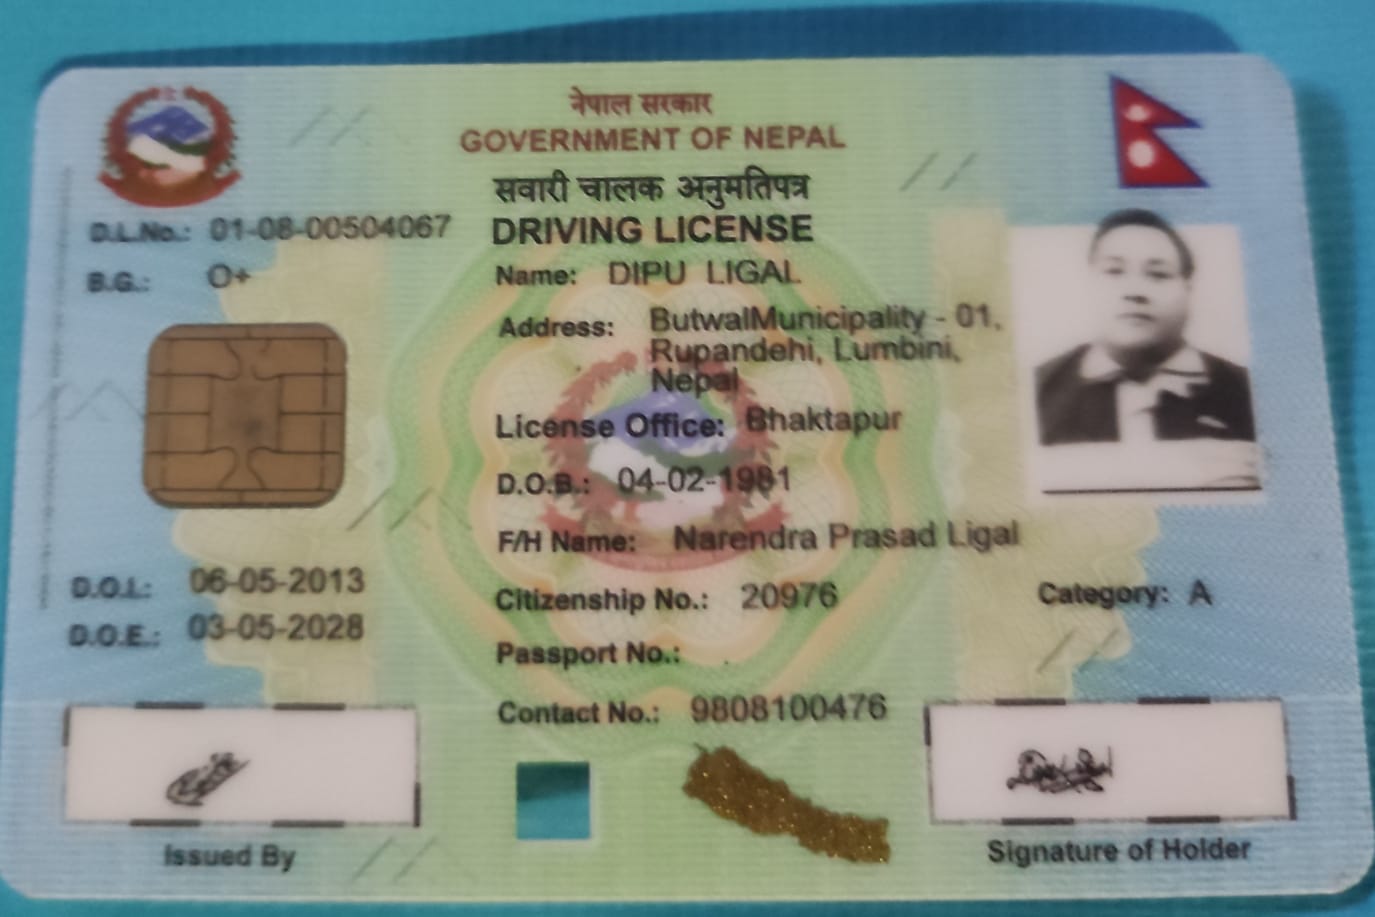 नेपाल सरकार
GOVERNMENT OF NEPAL
सवारी चालक अनुमतिपत्र
DRIVING LICENSE
D.L.No.: 01-08-00504067
B.G.: O+
Name: DIPU LIGAL
Address: ButwalMunicipality - 01,
Rupandehi, Lumbini,
Nepal
License Office: Bhaktapur
D.O.B.: 04-02-1981
F/H Name: Narendra Prasad Ligal
D.O.I.: 06-05-2013
D.O.E.: 03-05-2028
Citizenship No.: 20976
Category: A
Passport No.:
Contact No.: 9808100476
Issued By
Signature of Holder